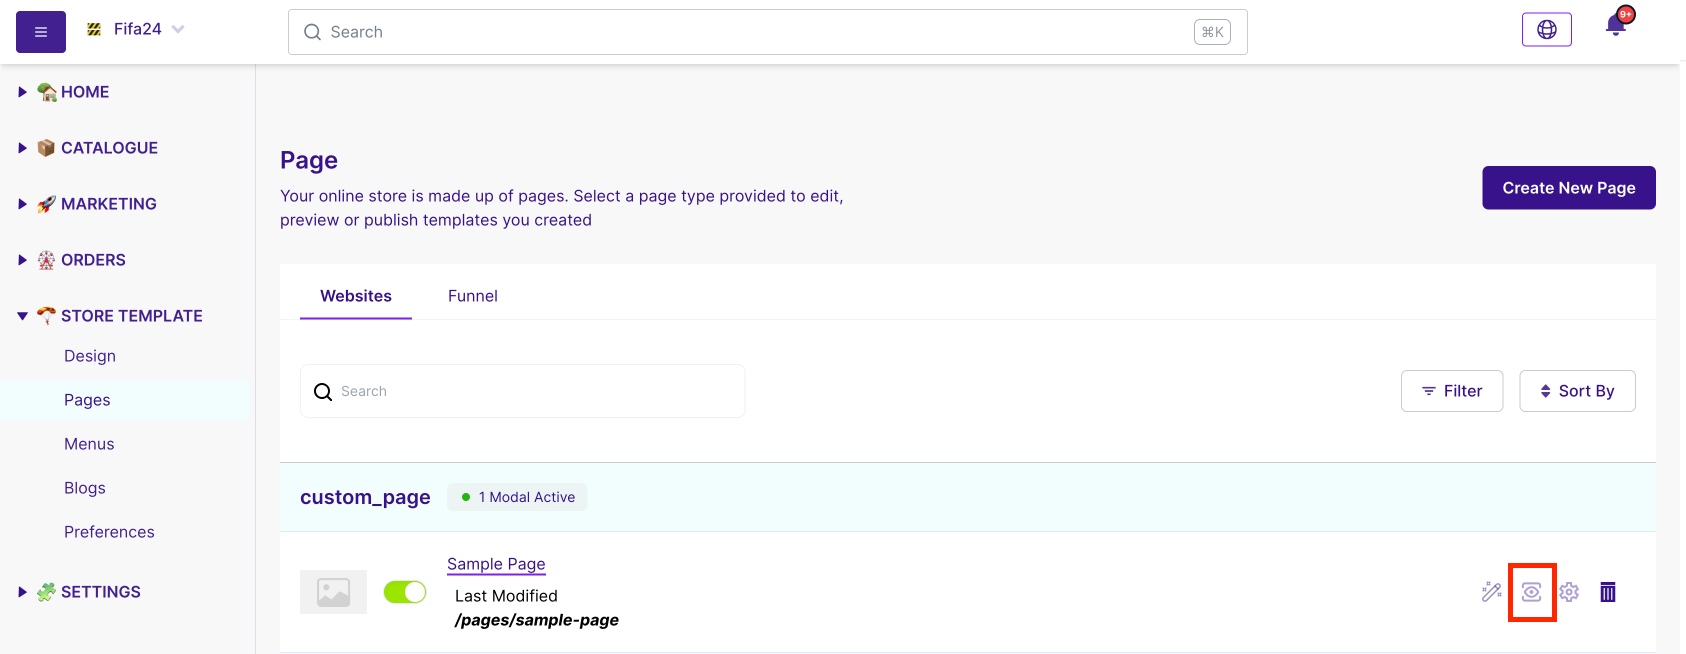 Fifa24
Search
⌘K
9+
HOME
CATALOGUE
MARKETING
ORDERS
STORE TEMPLATE
Design
Pages
Menus
Blogs
Preferences
SETTINGS
Page
Your online store is made up of pages. Select a page type provided to edit,
preview or publish templates you created
Create New Page
Websites Funnel
Search
Filter Sort By
custom_page 1 Modal Active
Sample Page
Last Modified
/pages/sample-page